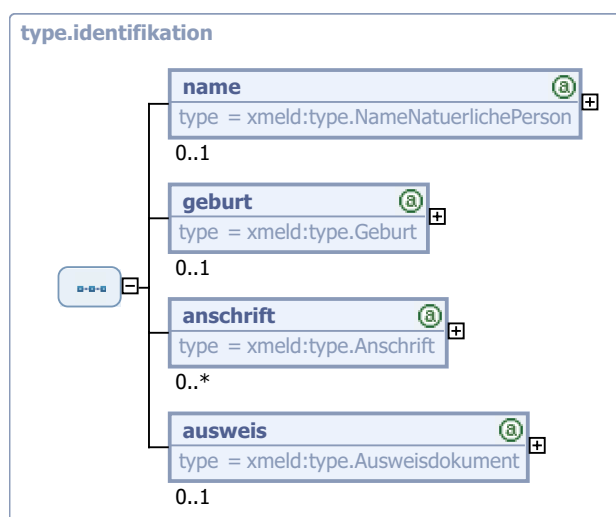 type.identifikation
name @
type = xmeld:type.NameNatuerlichePerson
0..1
geburt @
type = xmeld:type.Geburt
0..1
anschrift @
type = xmeld:type.Anschrift
0..*
ausweis @
type = xmeld:type.Ausweisdokument
0..1